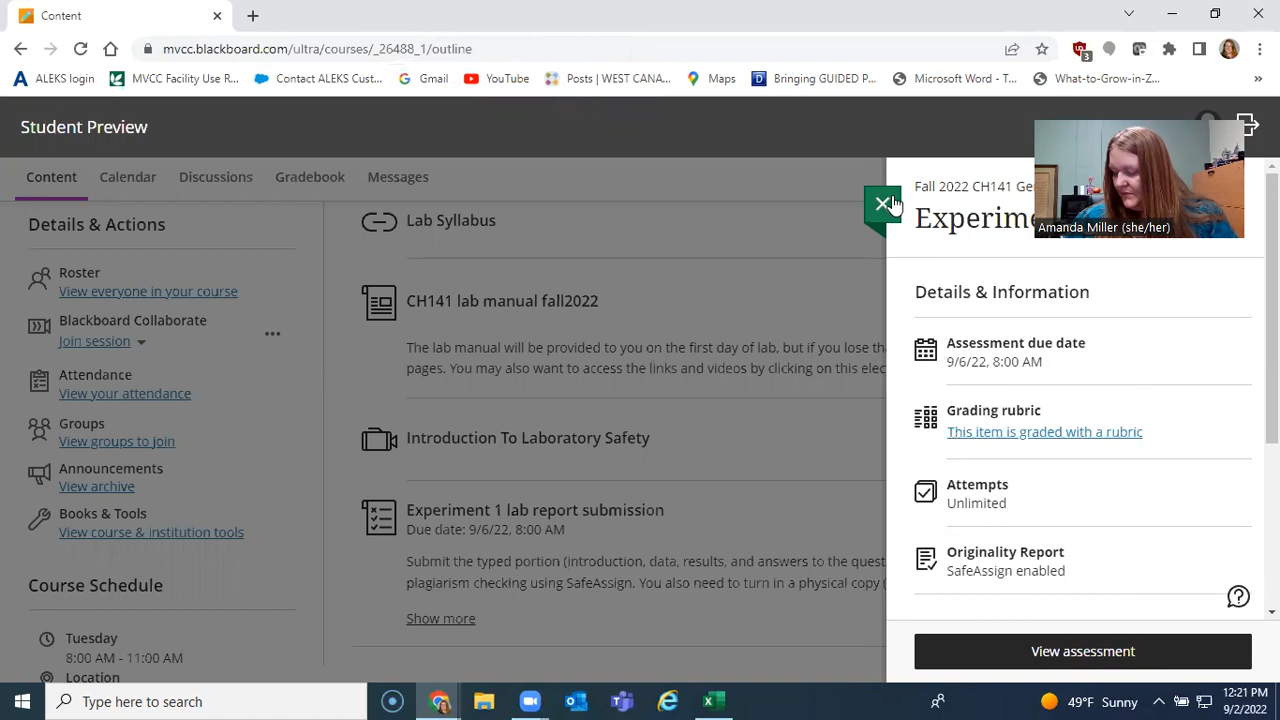 Content
mvcc.blackboard.com/ultra/courses/_26488_1/outline
3
ALEKS login
MVCC Facility Use R...
Contact ALEKS Cust...
Gmail
YouTube
Posts | WEST CANA...
Maps
Bringing GUIDED P...
Microsoft Word - T...
What-to-Grow-in-Z...
Student Preview
Content
Calendar
Discussions
Gradebook
Messages
Details & Actions
Roster
View everyone in your course
Blackboard Collaborate
Join session
Attendance
View your attendance
Groups
View groups to join
Announcements
View archive
Books & Tools
View course & institution tools
Course Schedule
Tuesday
8:00 AM - 11:00 AM
Location
Lab Syllabus
CH141 lab manual fall2022
The lab manual will be provided to you on the first day of lab, but if you lose tha
pages. You may also want to access the links and videos by clicking on this elec
Introduction To Laboratory Safety
Experiment 1 lab report submission
Due date: 9/6/22, 8:00 AM
Submit the typed portion (introduction, data, results, and answers to the quest
plagiarism checking using SafeAssign. You also need to turn in a physical copy (
Show more
Fall 2022 CH141 Ge
Experime
Amanda Miller (she/her)
Details & Information
Assessment due date
9/6/22, 8:00 AM
Grading rubric
This item is graded with a rubric
Attempts
Unlimited
Originality Report
SafeAssign enabled
View assessment
Type here to search
49°F Sunny
12:21 PM
9/2/2022